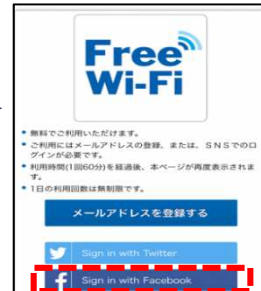 Free
Wi-Fi
● 無料でご利用いただけます。
● ご利用にはメールアドレスの登録、または、SNSでのロ
グインが必要です。
● 利用時間(1回60分)を経過後、本ページが再度表示されま
す。
● 1日の利用回数は無制限です。
メールアドレスを登録する
Sign in with Twitter
Sign in with Facebook